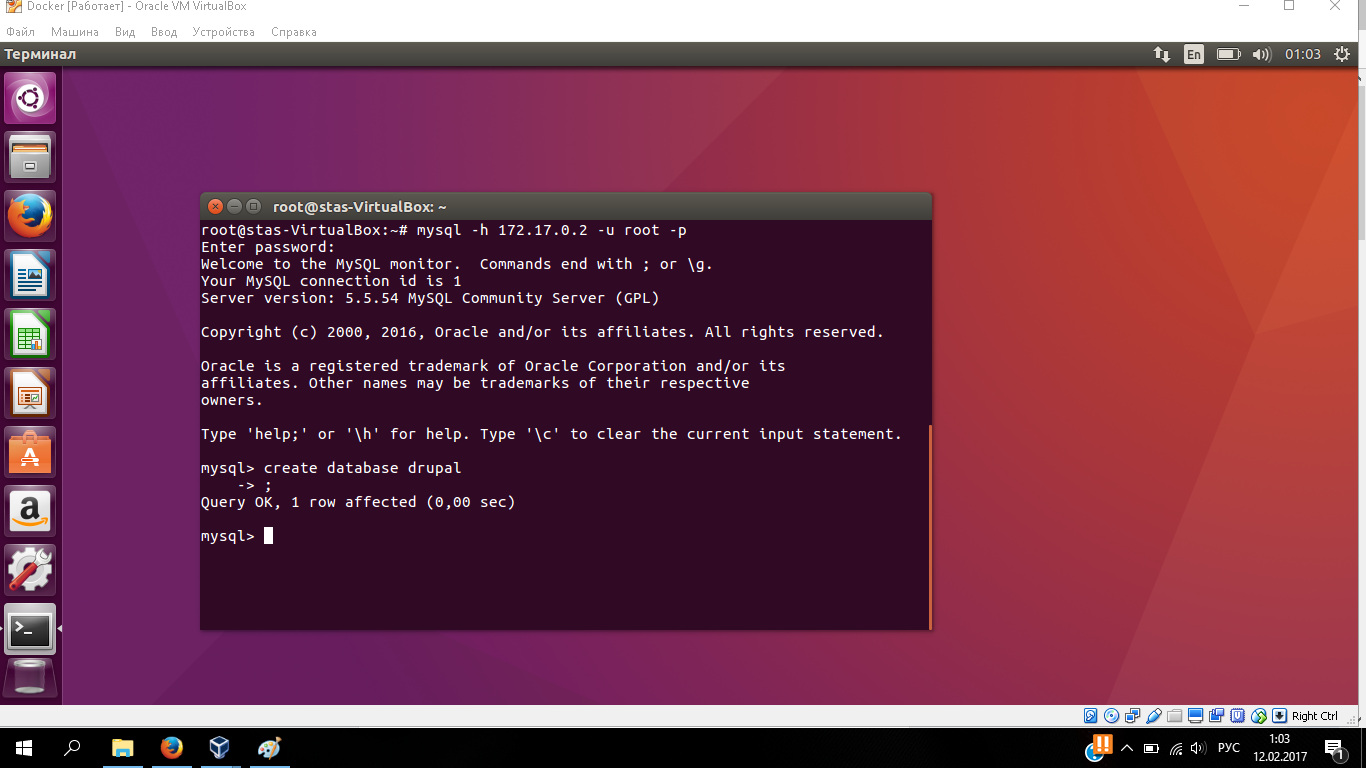 Docker [Работает] - Oracle VM VirtualBox
Файл Машина Вид Ввод Устройства Справка
Терминал En 01:03
root@stas-VirtualBox: ~
root@stas-VirtualBox:~# mysql -h 172.17.0.2 -u root -p
Enter password:
Welcome to the MySQL monitor.  Commands end with ; or \g.
Your MySQL connection id is 1
Server version: 5.5.54 MySQL Community Server (GPL)
Copyright (c) 2000, 2016, Oracle and/or its affiliates. All rights reserved.
Oracle is a registered trademark of Oracle Corporation and/or its
affiliates. Other names may be trademarks of their respective
owners.
Type 'help;' or '\h' for help. Type '\c' to clear the current input statement.
mysql> create database drupal
    -> ;
Query OK, 1 row affected (0,00 sec)
mysql>
Right Ctrl
РУС 1:03
12.02.2017
1